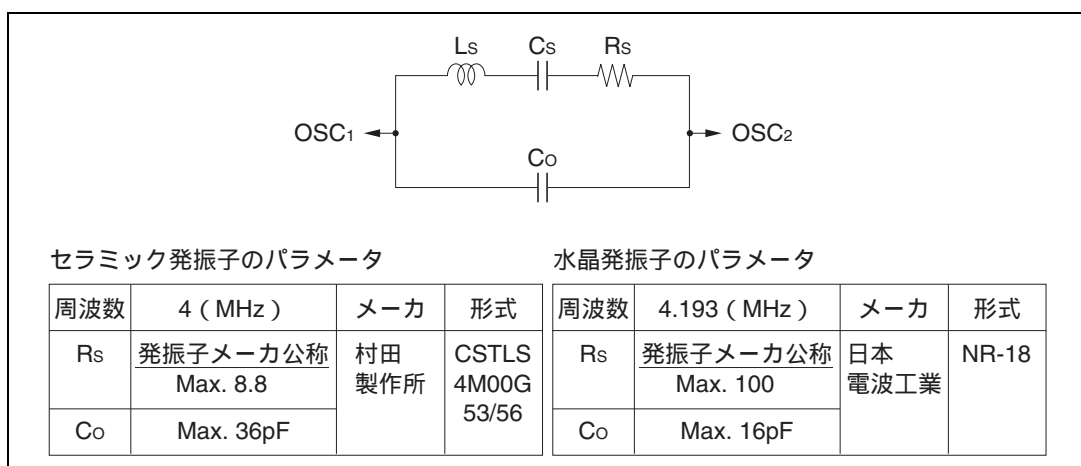 Ls Cs Rs
OSC1 OSC2
Co
セラミック発振子のパラメータ
周波数 4(MHz) メーカ 形式
Rs 発振子メーカ公称 村田 CSTLS
Max. 8.8 製作所 4M00G
53/56
Co Max. 36pF
水晶発振子のパラメータ
周波数 4.193(MHz) メーカ 形式
Rs 発振子メーカ公称 日本 NR-18
Max. 100 電波工業
Co Max. 16pF